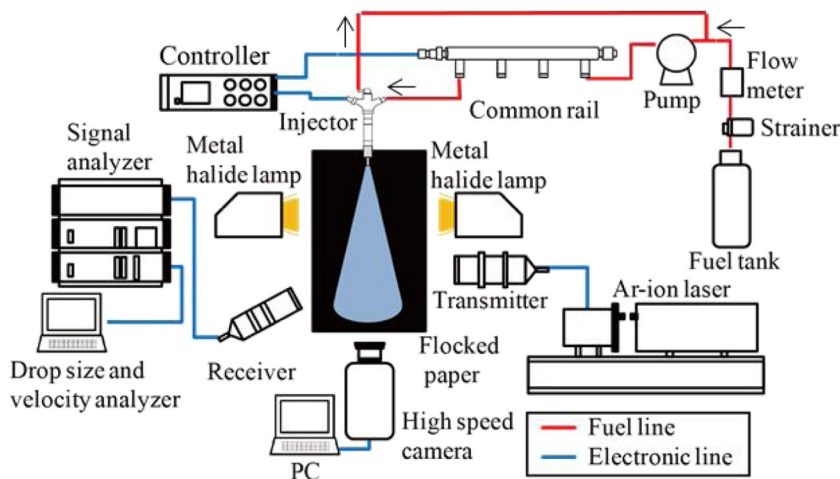 Controller
Injector
Common rail
Pump
Flow
meter
Strainer
Fuel tank
Signal
analyzer
Metal
halide lamp
Metal
halide lamp
Transmitter
Ar-ion laser
Drop size and
velocity analyzer
Receiver
Flocked
paper
High speed
camera
PC
Fuel line
Electronic line